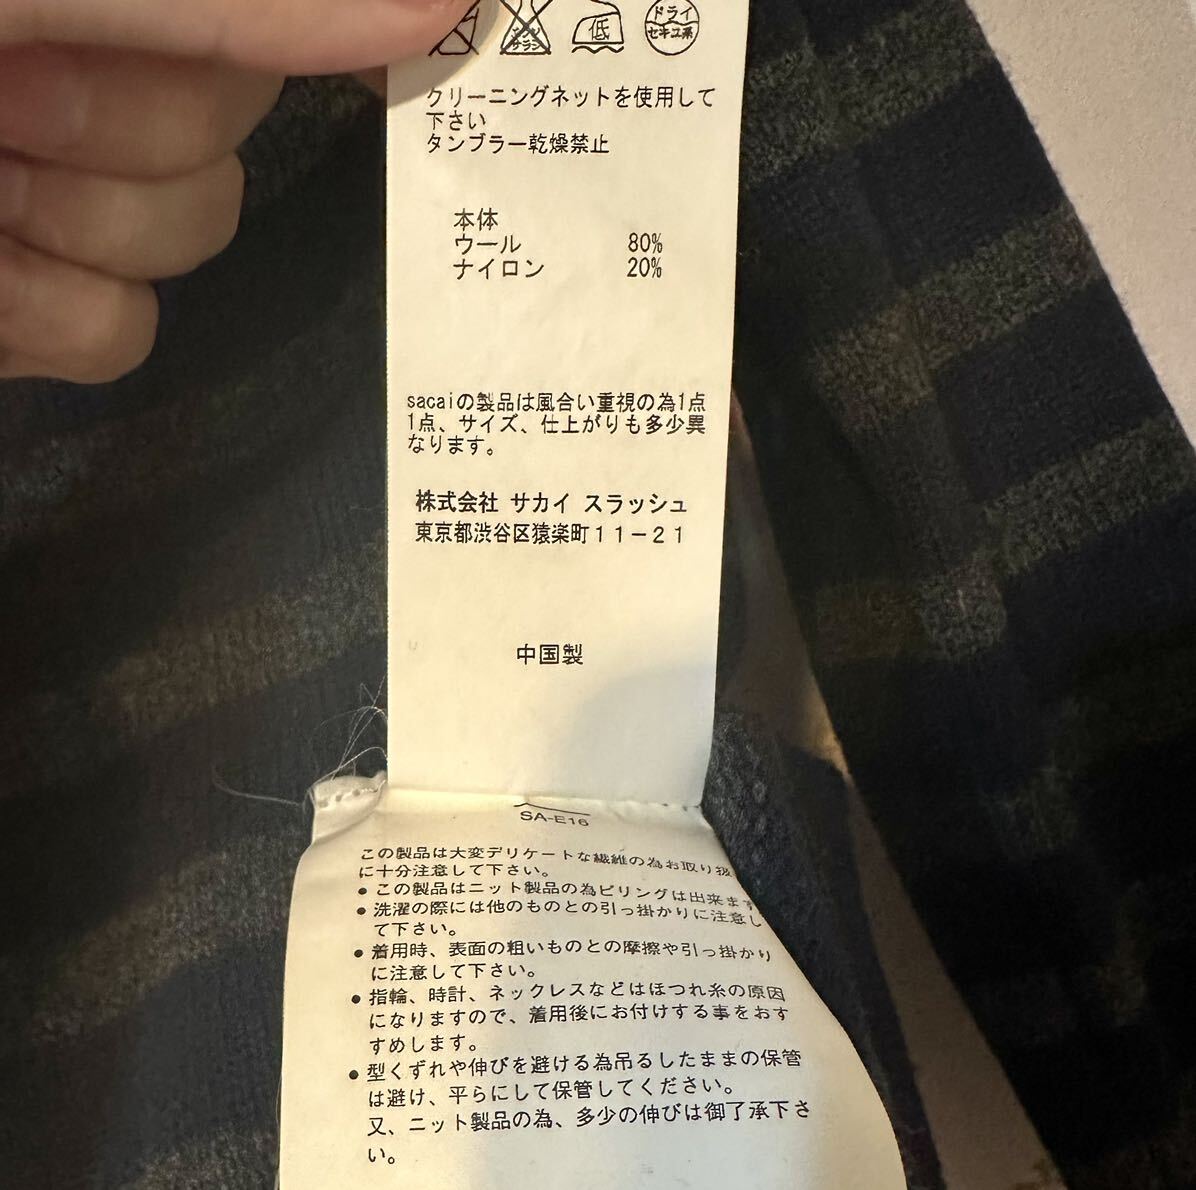 低
ドライ
セキユ系
クリーニングネットを使用して
下さい
タンブラー乾燥禁止
本体
ウール 80%
ナイロン 20%
sacaiの製品は風合い重視の為1点
1点、サイズ、仕上がりも多少異
なります。
株式会社 サカイ スラッシュ
東京都渋谷区猿楽町11-21
中国製
SA-E16
この製品は大変デリケートな繊維の為お取り扱
に十分注意して下さい。
● この製品はニット製品の為ピリングは出来ます
● 洗濯の際には他のものとの引っ掛かりに注意し
て下さい。
● 着用時、表面の粗いものとの摩擦や引っ掛かり
に注意して下さい。
● 指輪、時計、ネックレスなどはほつれ糸の原因
になりますので、着用後にお付けする事をおす
すめします。
● 型くずれや伸びを避ける為吊るしたままの保管
は避け、平らにして保管してください。
又、ニット製品の為、多少の伸びは御了承下さ
い。